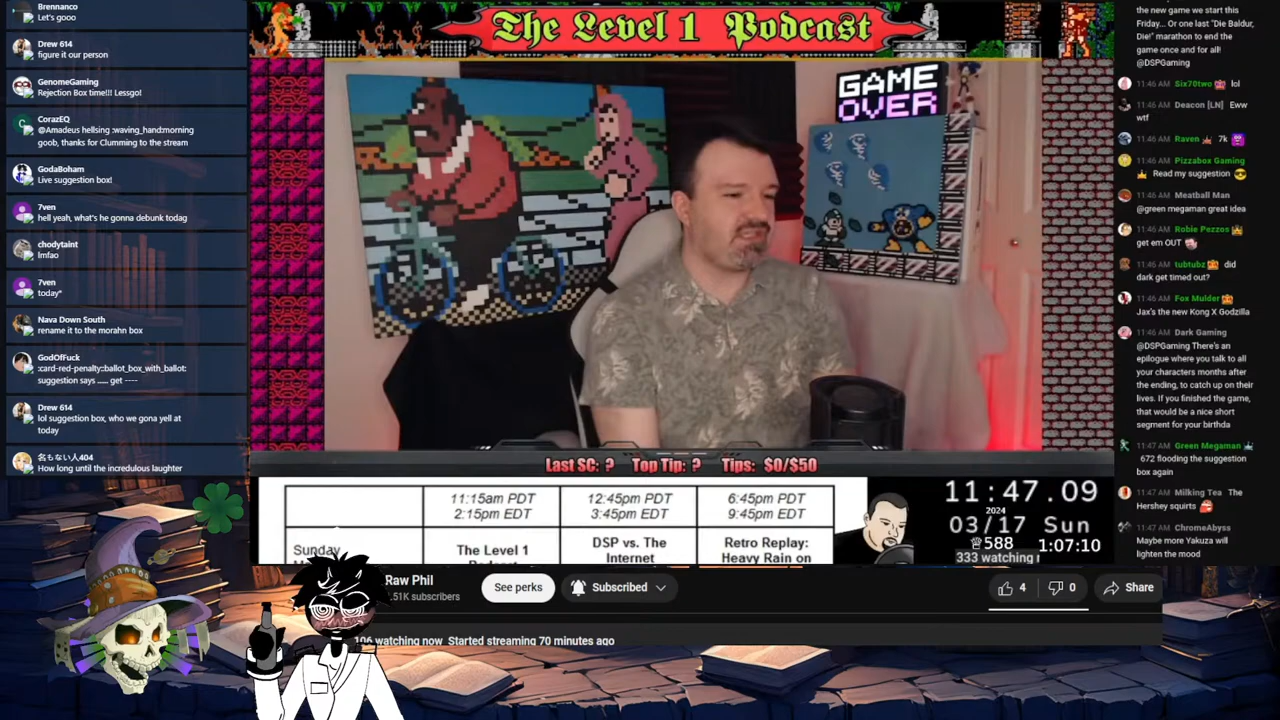 Brennanco
Let's gooo
Drew 614
figure it our person
GenomeGaming
Rejection Box time!!! Lessgo!
CorazEQ
@Amadeus hellsing :waving_hand:morning
goob, thanks for Clumming to the stream
GodaBoham
Live suggestion box!
7ven
hell yeah, what's he gonna debunk todag
chodytaint
lmfao
7ven
today*
Nava Down South
rename it to the morahn box
GodOfFuck
:card-red-penalty:ballot_box_with_ballot:
suggestion says ...... get ----
Drew 614
lol suggestion box, who we gona yell at
today
名もない人404
How long until the incredulous laughter
The Level 1 Podcast
GAME
OVER
Last SC: ? Top Tip: ? Tips: $0/$50
11:15am PDT
2:15pm EDT
12:45pm PDT
3:45pm EDT
6:45pm PDT
9:45pm EDT
Sunday
The Level 1
DSP vs. The
Internet
Retro Replay:
Heavy Rain on
11:47.09
2024
03/17 Sun
588
1:07:10
333 watching
Raw Phil
.51K subscribers
See perks
Subscribed
4
0
Share
106 watching now Started streaming 70 minutes ago
the new game we start this
Friday... Or one last "Die Baldur,
Die!" marathon to end the
game once and for all!
@DSPGaming
11:46 AM Six70two lol
11:46 AM Deacon [LN] Eww
wtf
11:46 AM Raven 7k
11:46 AM Pizzabox Gaming
Read my suggestion
11:46 AM Meatball Man
@green megaman great idea
11:46 AM Robie Pezzos
get em OUT
11:46 AM tubtubz did
dark get timed out?
11:46 AM Fox Mulder
Jax's the new Kong X Godzilla
11:46 AM Dark Gaming
@DSPGaming There's an
epilogue where you talk to all
your characters months after
the ending, to catch up on their
lives. If you finished the game,
that would be a nice short
segment for your birthda
11:47 AM Green Megaman
672 flooding the suggestion
box again
11:47 AM Milking Tea The
Hershey squirts
11:47 AM ChromeAbyss
Maybe more Yakuza will
lighten the mood